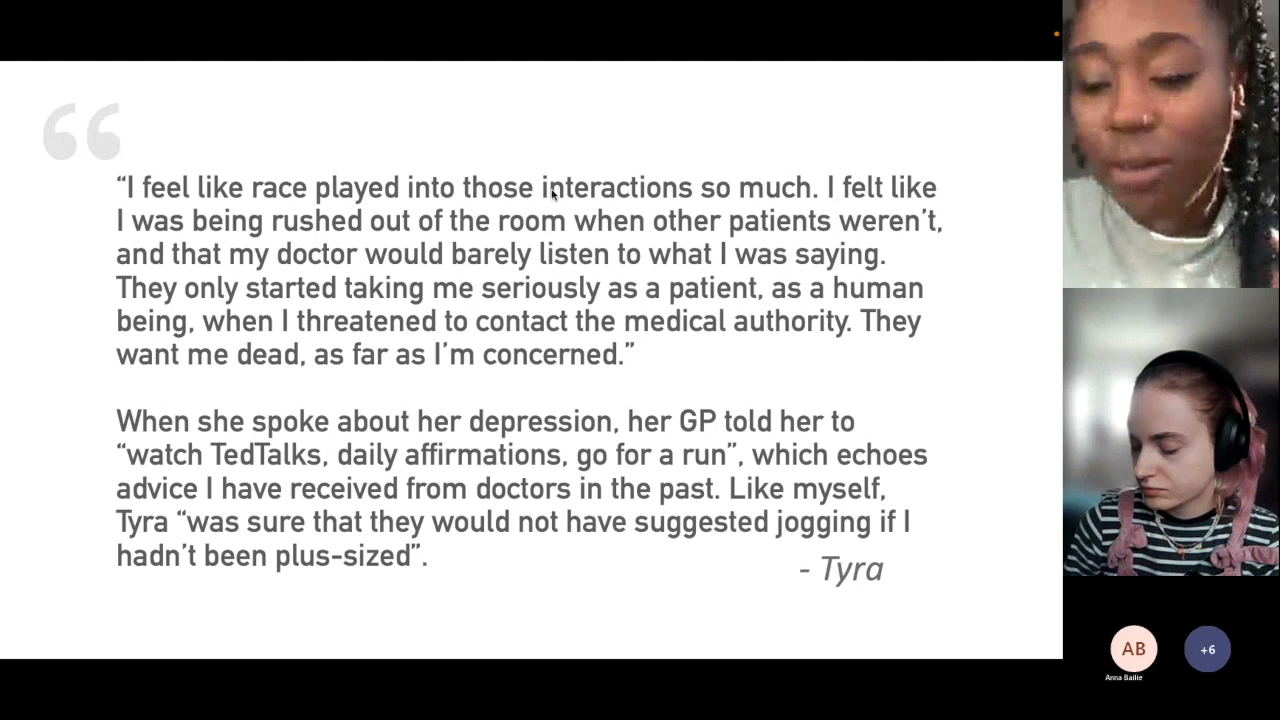 “I feel like race played into those interactions so much. I felt like
I was being rushed out of the room when other patients weren’t,
and that my doctor would barely listen to what I was saying.
They only started taking me seriously as a patient, as a human
being, when I threatened to contact the medical authority. They
want me dead, as far as I’m concerned.”
When she spoke about her depression, her GP told her to
“watch TedTalks, daily affirmations, go for a run”, which echoes
advice I have received from doctors in the past. Like myself,
Tyra “was sure that they would not have suggested jogging if I
hadn’t been plus-sized”.
- Tyra
AB
+6
Anna Bailie